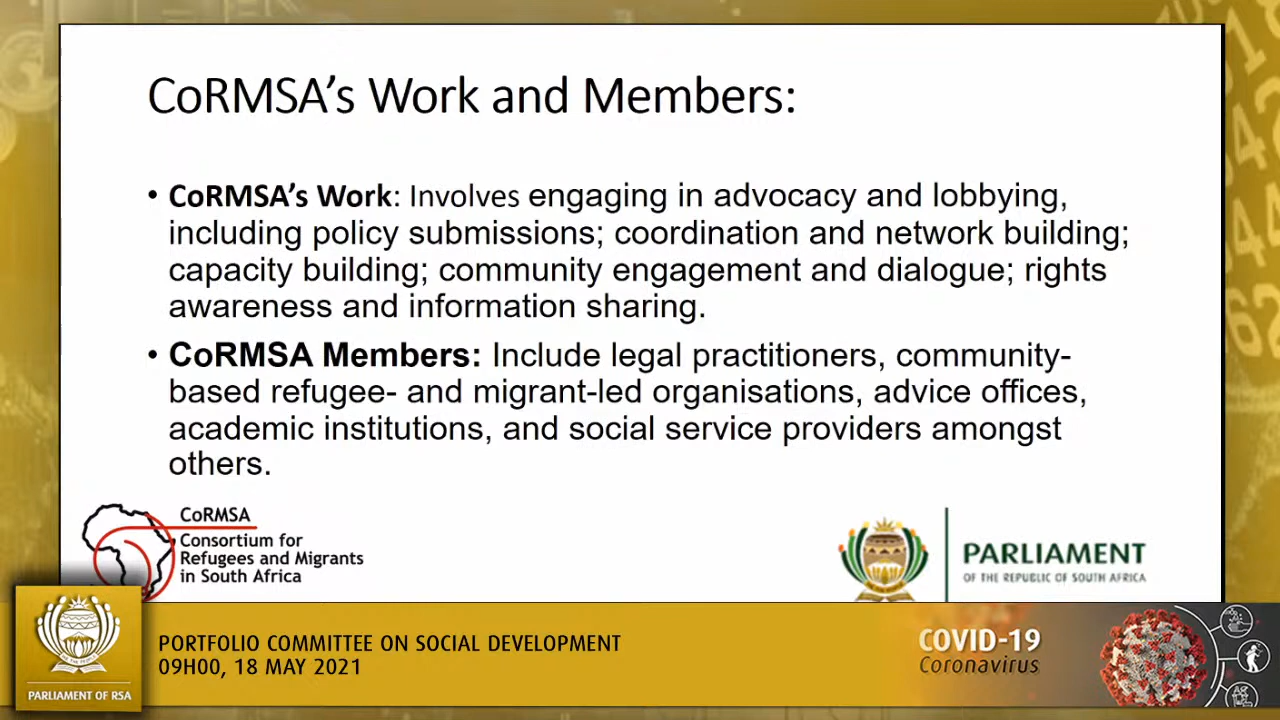 CoRMSA’s Work and Members:
• CoRMSA’s Work: Involves engaging in advocacy and lobbying,
including policy submissions; coordination and network building;
capacity building; community engagement and dialogue; rights
awareness and information sharing.
• CoRMSA Members: Include legal practitioners, community-
based refugee- and migrant-led organisations, advice offices,
academic institutions, and social service providers amongst
others.
CoRMSA
Consortium for
Refugees and Migrants
in South Africa
PARLIAMENT
OF THE REPUBLIC OF SOUTH AFRICA
PORTFOLIO COMMITTEE ON SOCIAL DEVELOPMENT
09H00, 18 MAY 2021
PARLIAMENT OF RSA
COVID-19
Coronavirus